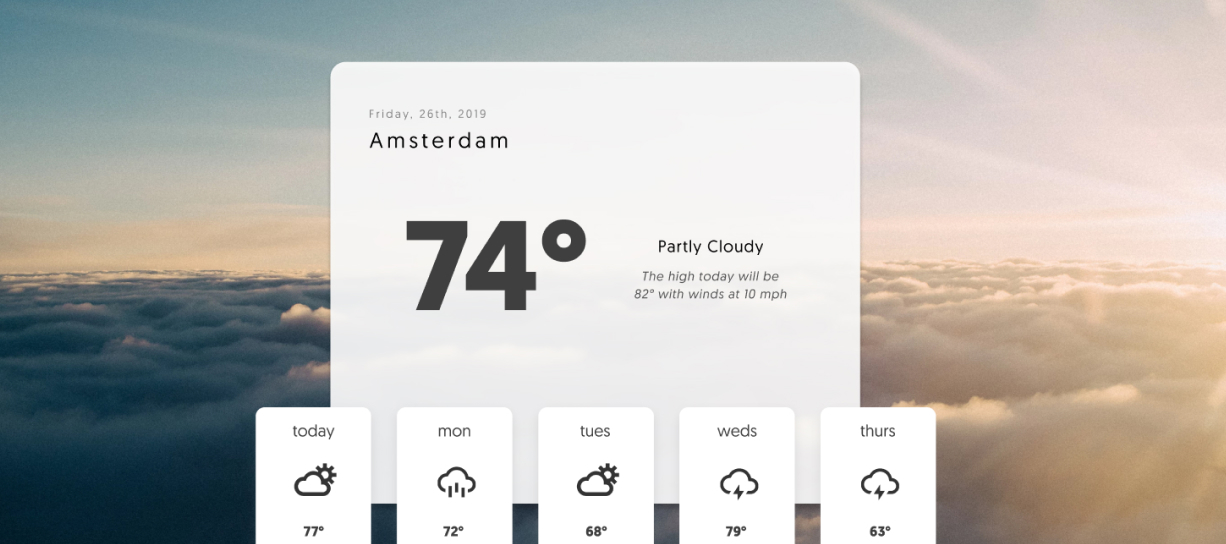 Friday, 26th, 2019
Amsterdam
74°
Partly Cloudy
The high today will be
82° with winds at 10 mph
today
mon
tues
weds
thurs
77°
72°
68°
79°
63°